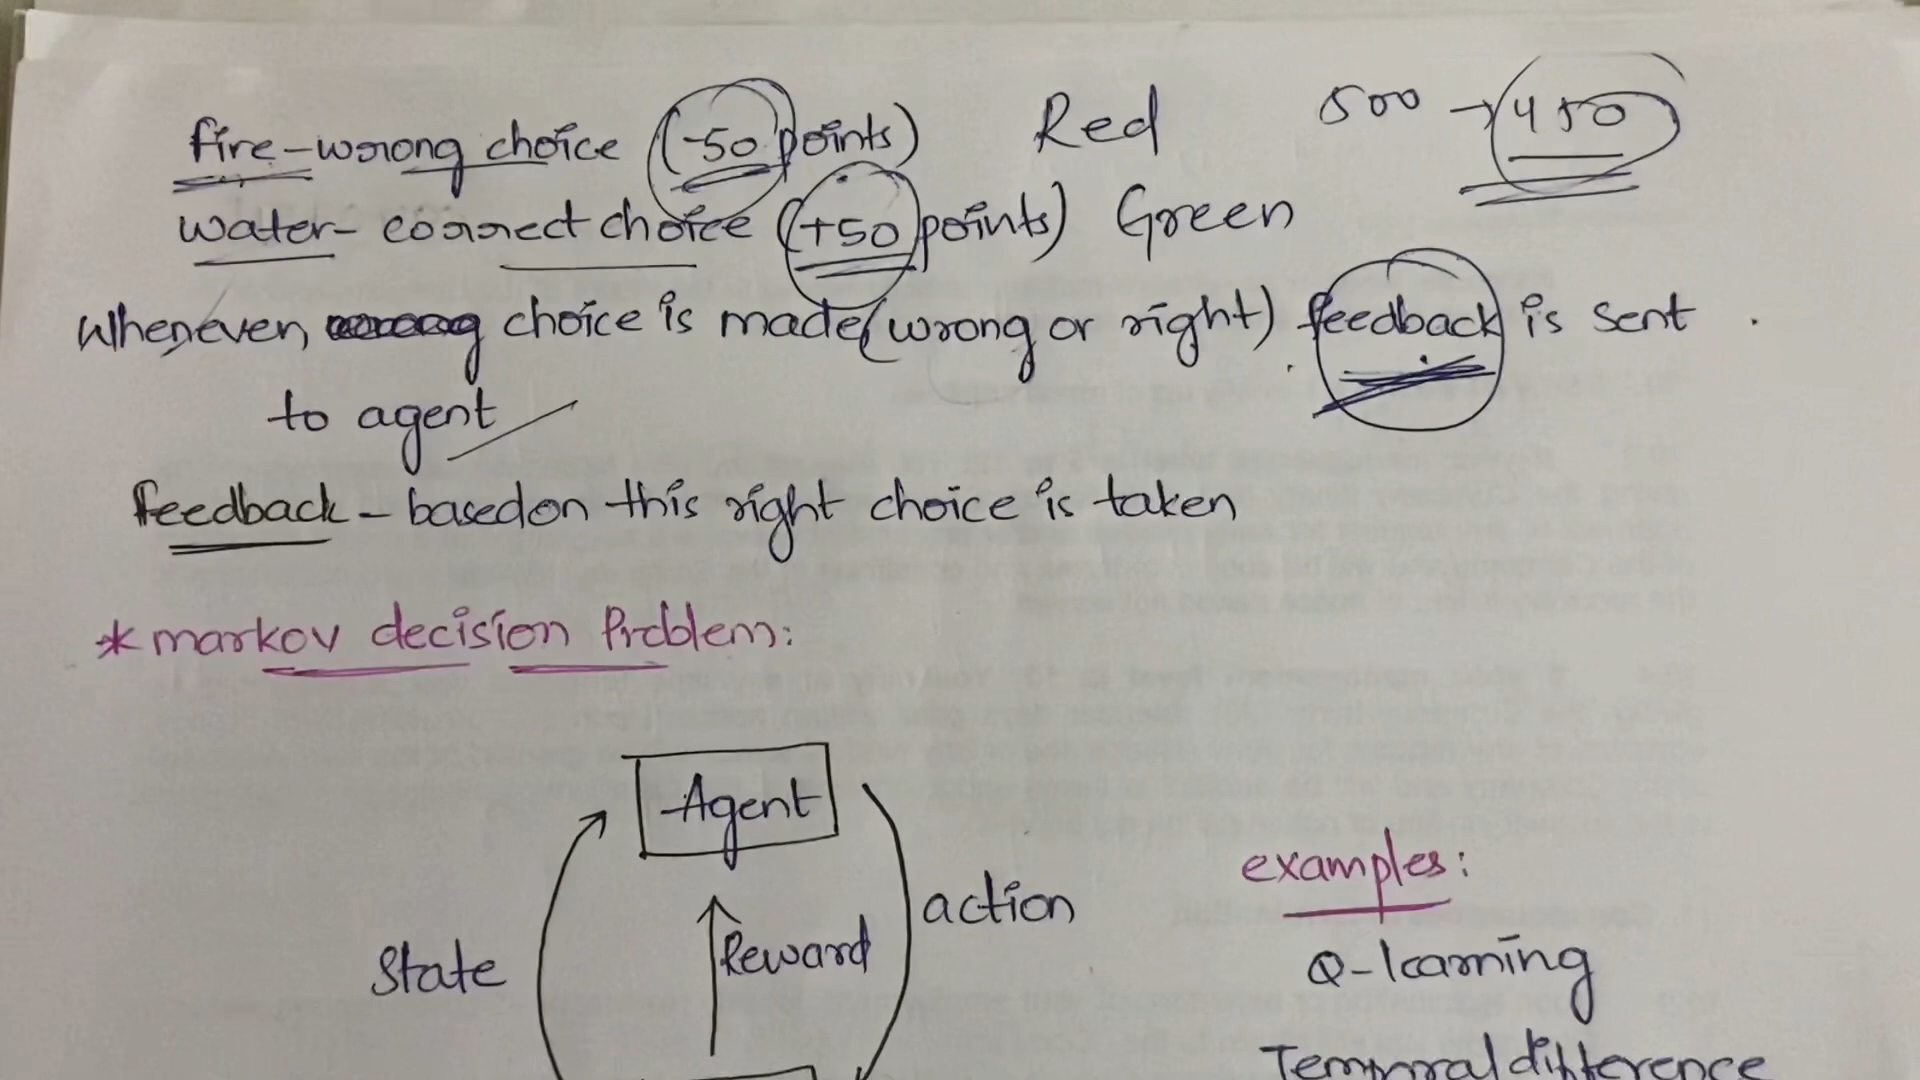 fire-wrong choice (-50 points) Red 500 → 450
water- correct choice (+50 points) Green
Whenever choice is made (wrong or right) feedback is sent
to agent
feedback - based on this right choice is taken
* markov decision Problem:
Agent
action
Reward
State
examples:
Q-learning
Temporal difference